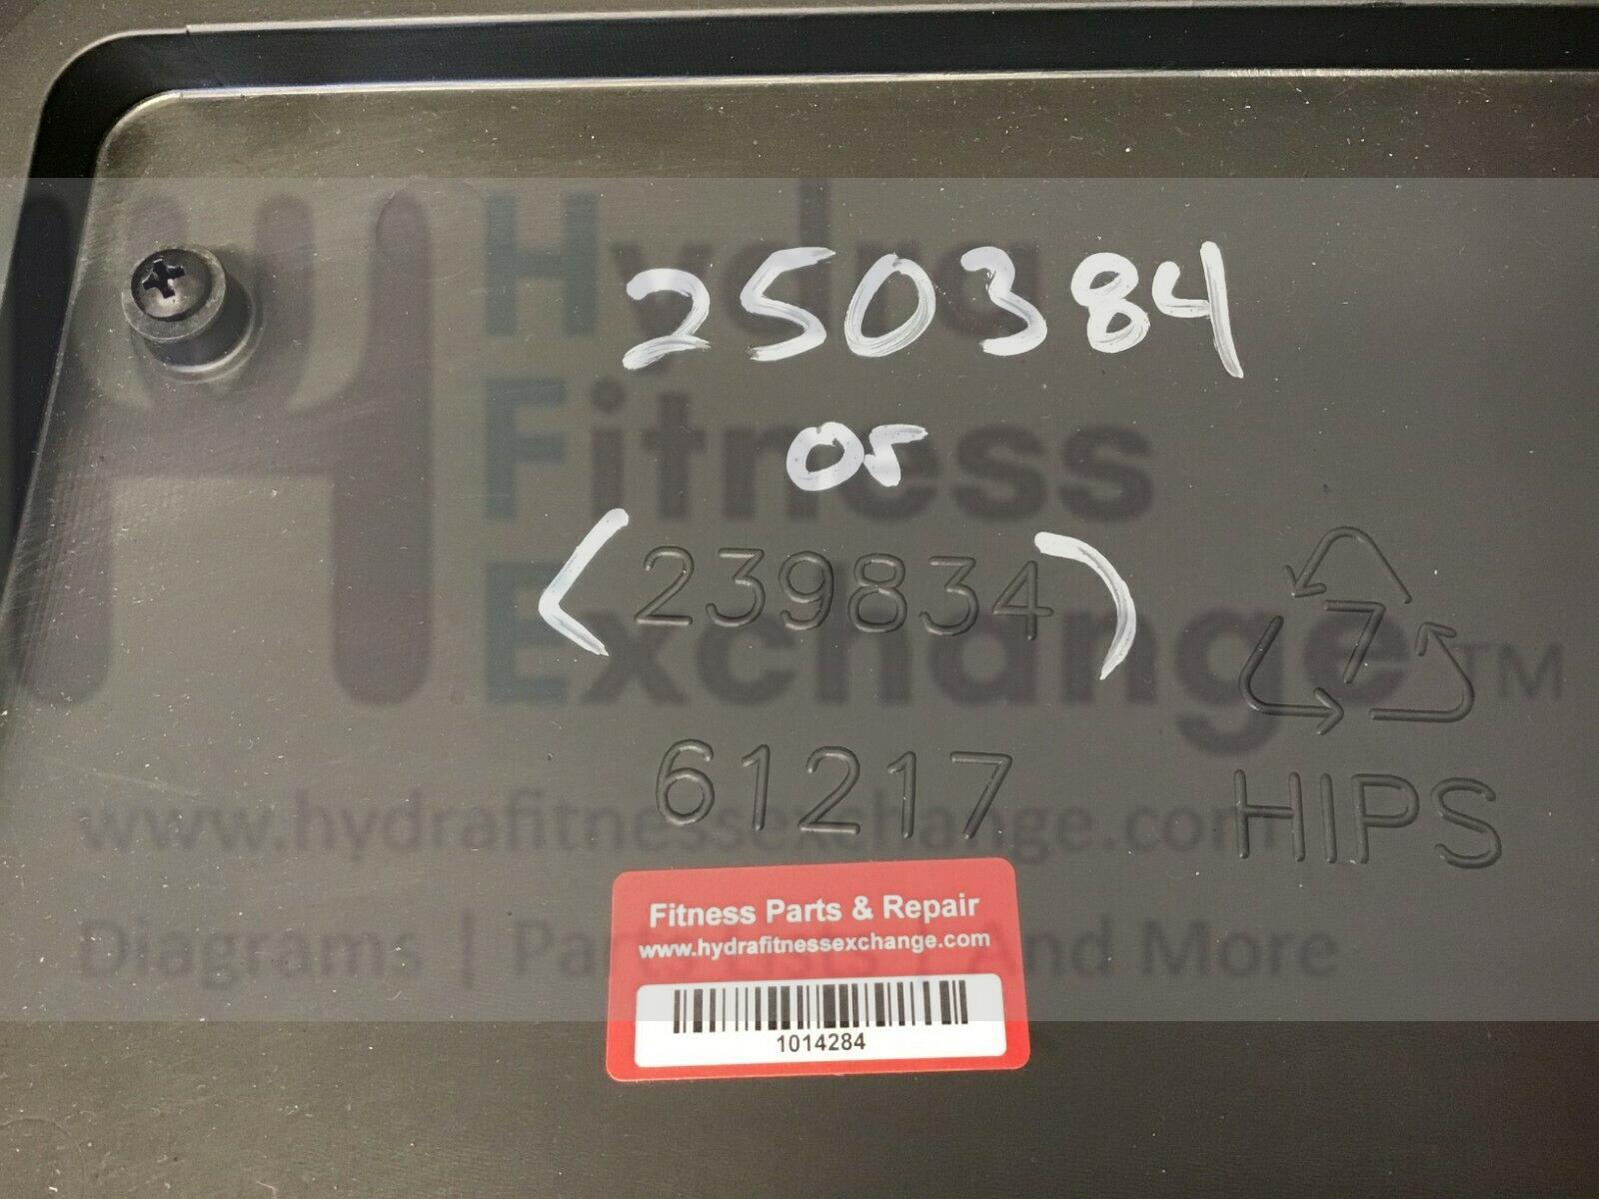 Hydra
250384
Fitness
or
(239834)
Exchange™
7
61217
HIPS
www.hydrafitnessexchange.com
Diagrams | Parts Lists | And More
Fitness Parts & Repair
www.hydrafitnessexchange.com
1014284